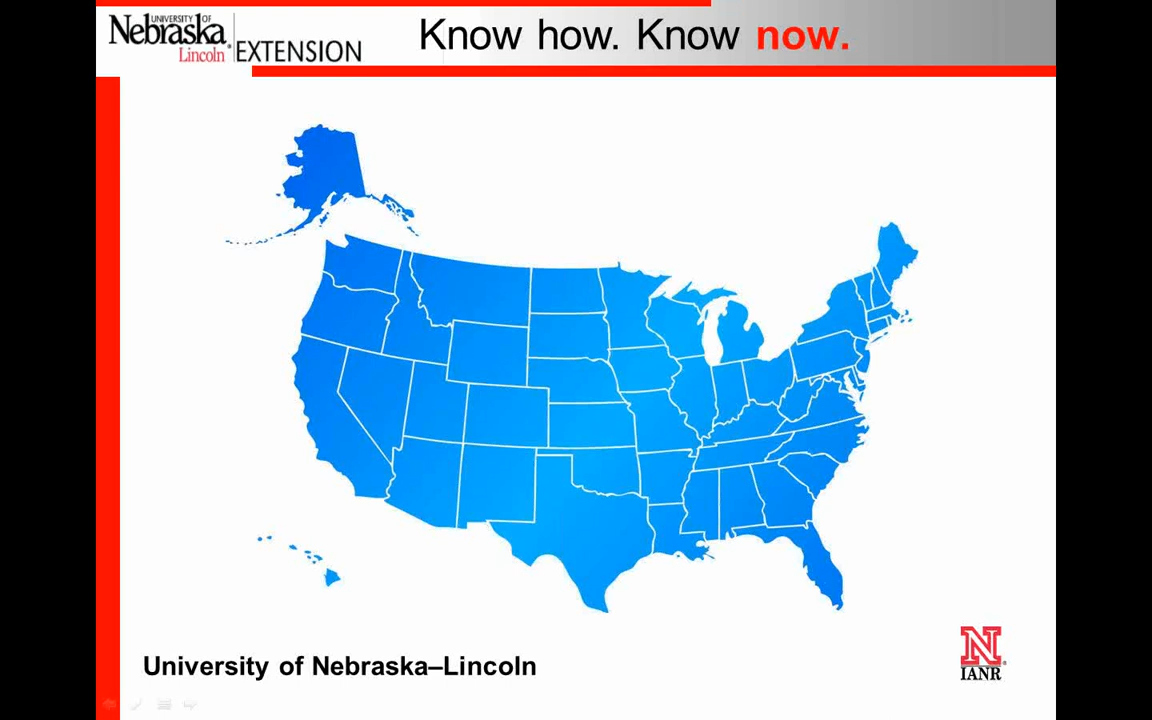 UNIVERSITY OF
Nebraska
Lincoln
EXTENSION
Know how. Know now.
University of Nebraska–Lincoln
N
IANR